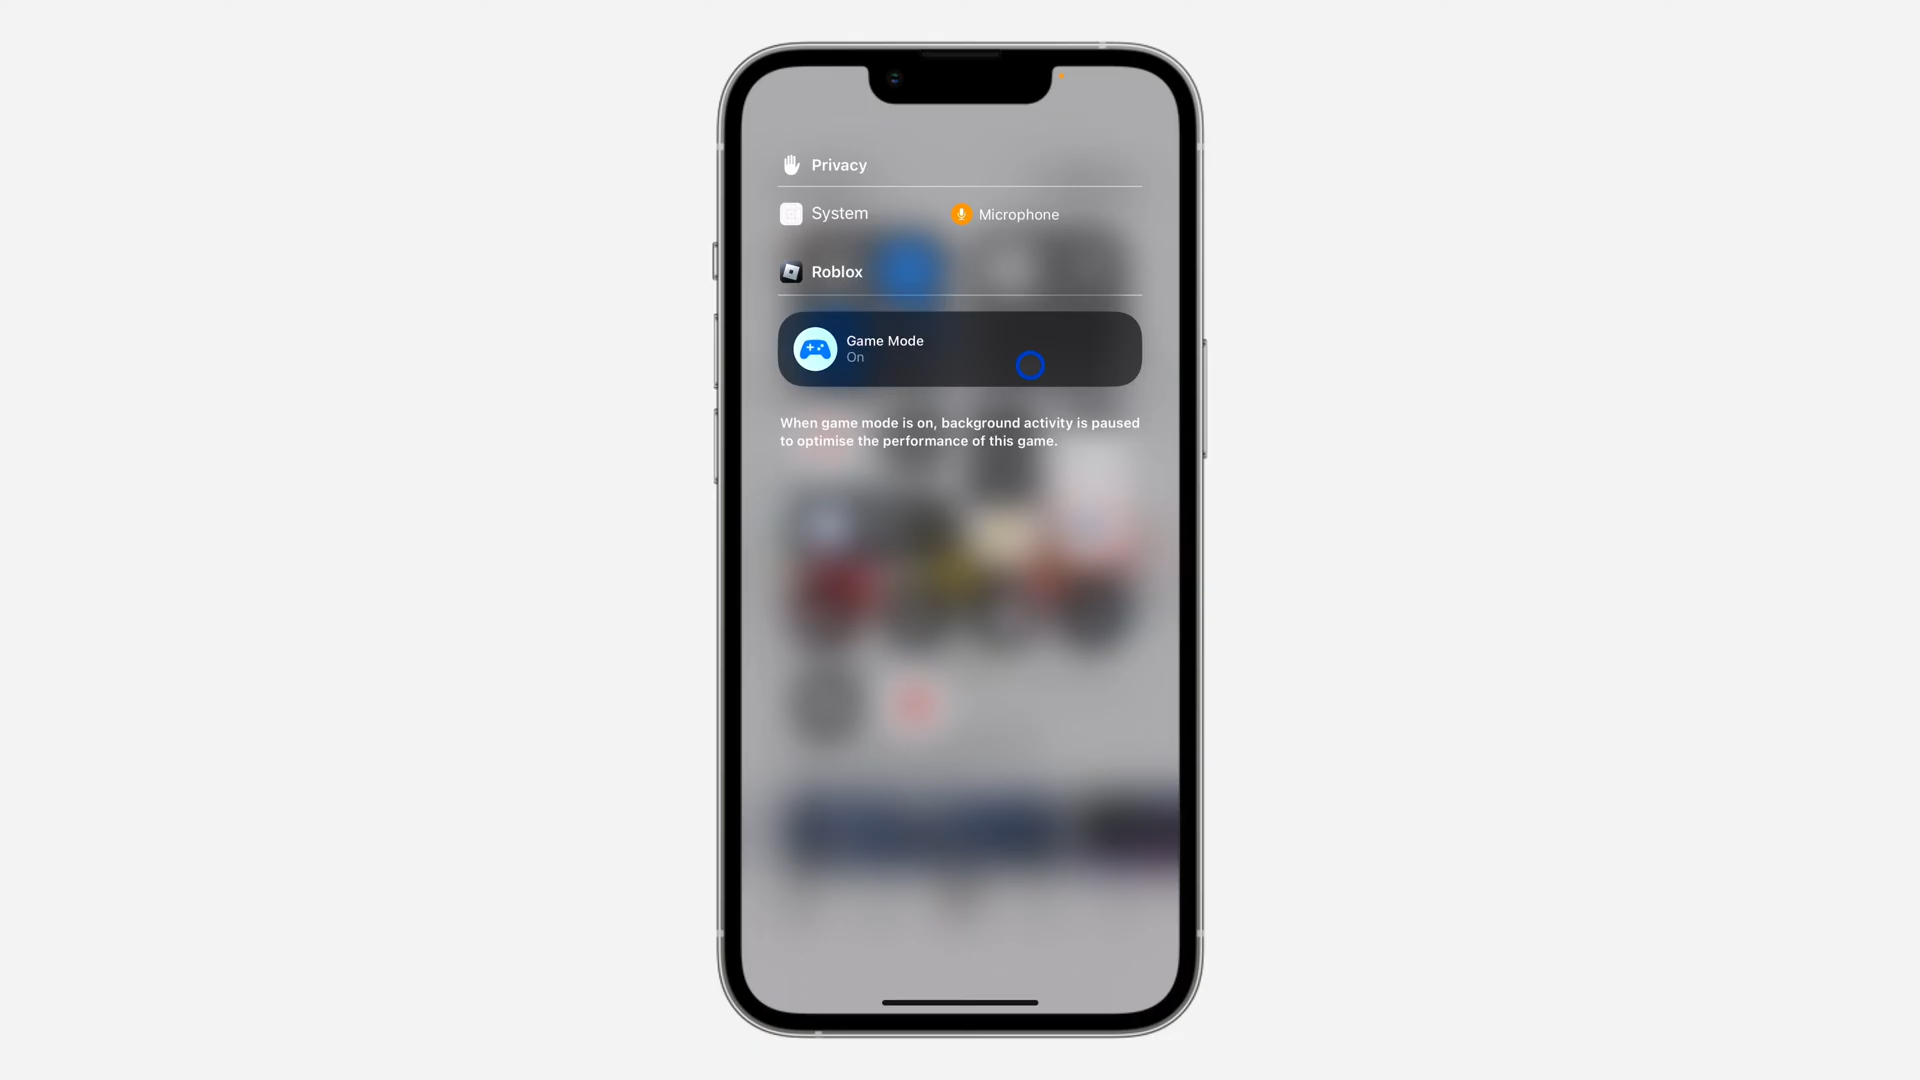 Privacy
System
Microphone
Roblox
Game Mode
On
When game mode is on, background activity is paused
to optimise the performance of this game.